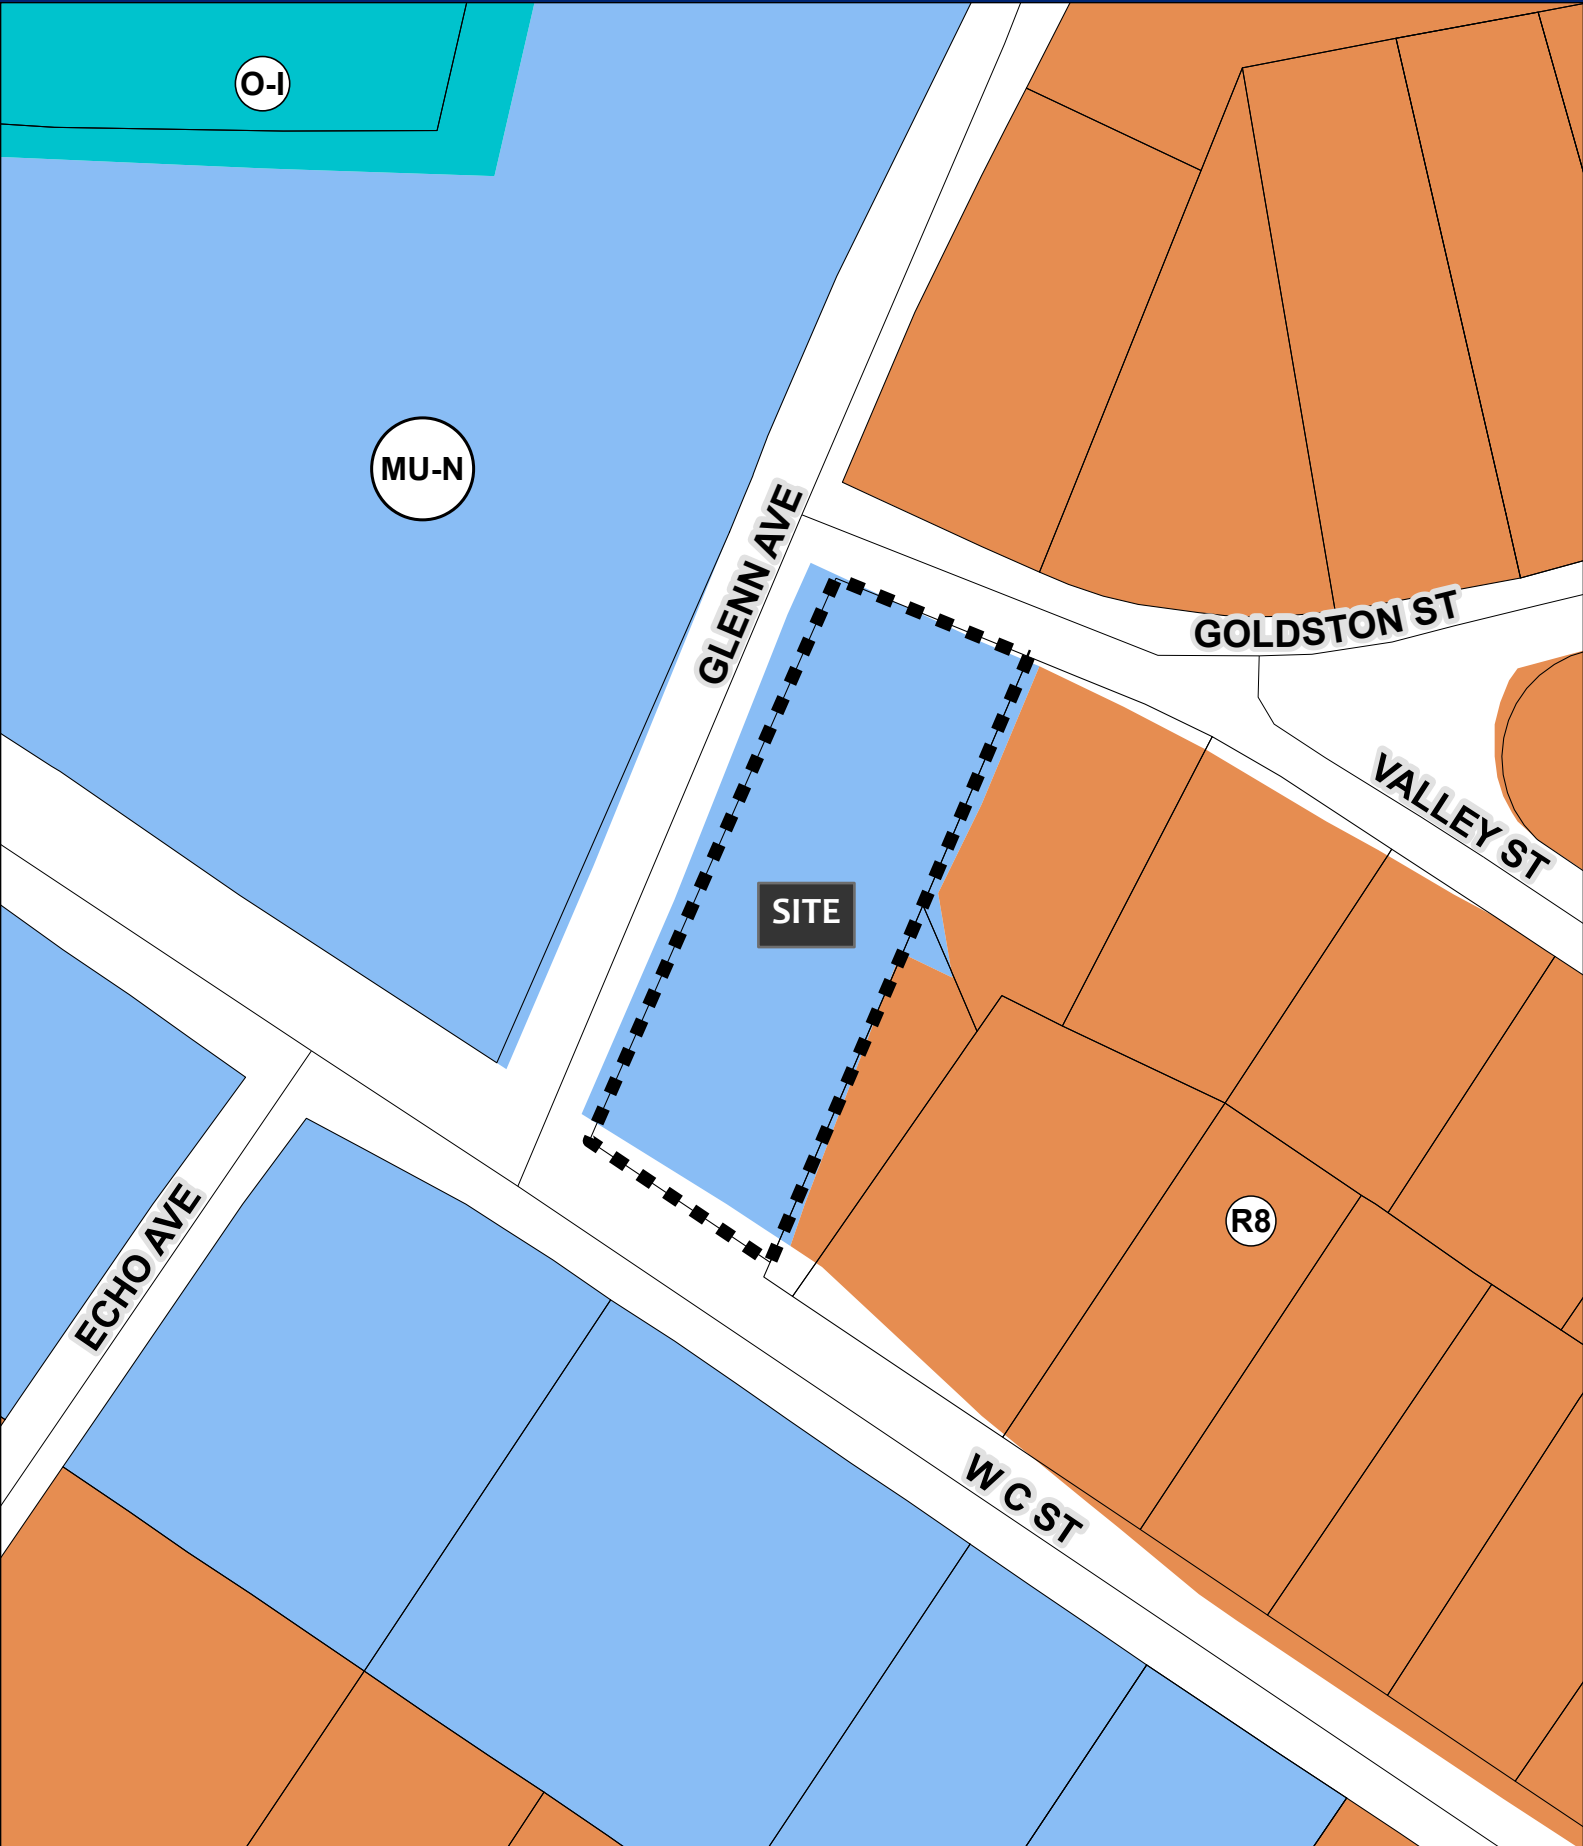 O-I
MU-N
GLENN AVE
GOLDSTON ST
VALLEY ST
SITE
R8
ECHO AVE
W C ST